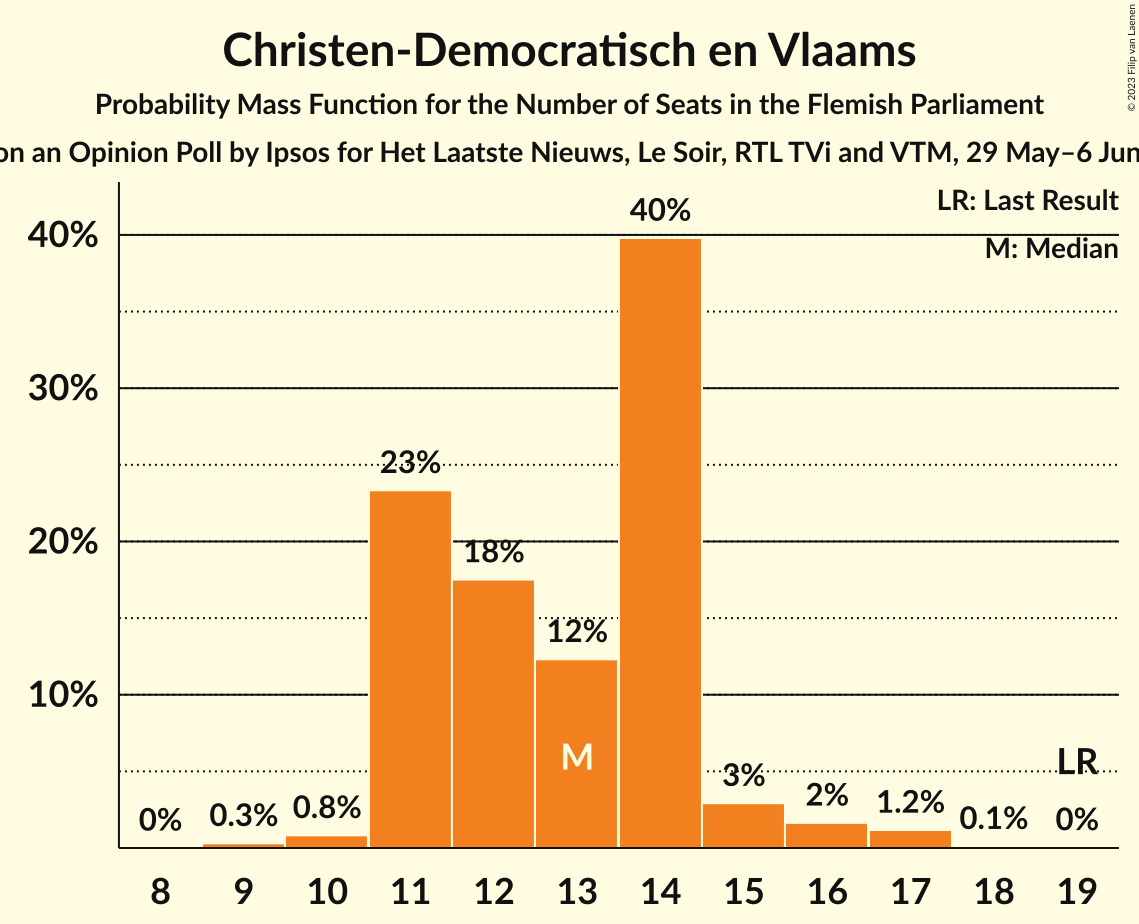 Christen-Democratisch en Vlaams
Probability Mass Function for the Number of Seats in the Flemish Parliament
on an Opinion Poll by Ipsos for Het Laatste Nieuws, Le Soir, RTL TVi and VTM, 29 May–6 Jun
© 2023 Filip van Laenen
LR: Last Result
M: Median
40%
30%
20%
10%
0%
0.3%
0.8%
23%
18%
12%
40%
3%
2%
1.2%
0.1%
0%
M
LR
8 9 10 11 12 13 14 15 16 17 18 19